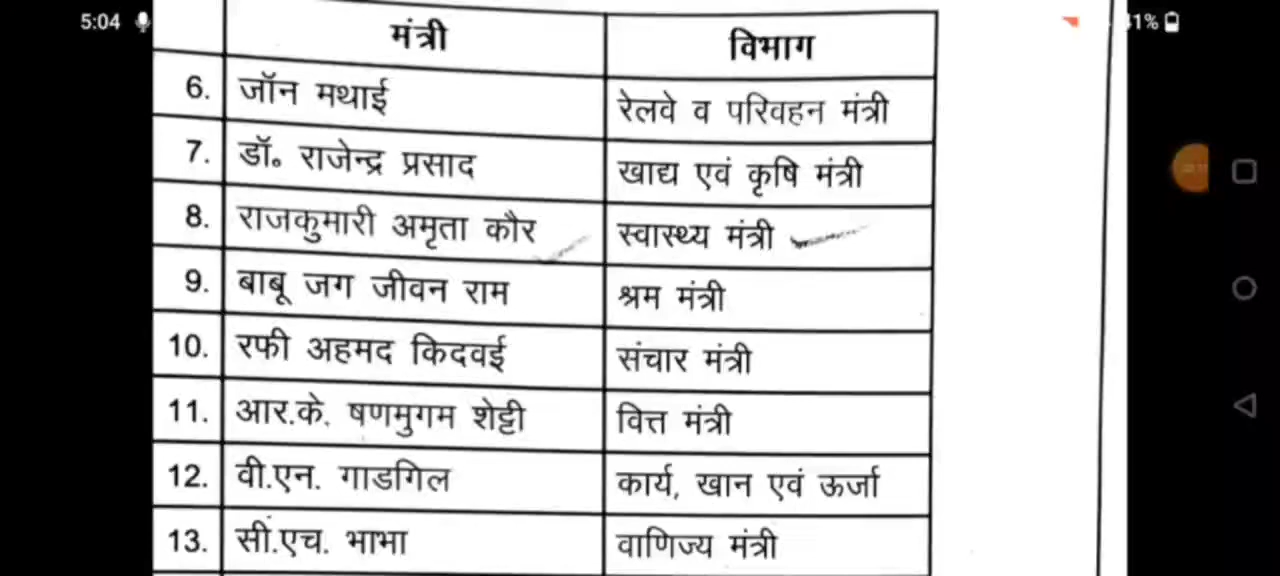 5:04
41%
मंत्री विभाग
6. जॉन मथाई रेलवे व परिवहन मंत्री
7. डॉ॰ राजेन्द्र प्रसाद खाद्य एवं कृषि मंत्री
8. राजकुमारी अमृता कौर स्वास्थ्य मंत्री
9. बाबू जग जीवन राम श्रम मंत्री
10. रफी अहमद किदवई संचार मंत्री
11. आर.के. षणमुगम शेट्टी वित्त मंत्री
12. वी.एन. गाडगिल कार्य, खान एवं ऊर्जा
13. सी.एच. भाभा वाणिज्य मंत्री